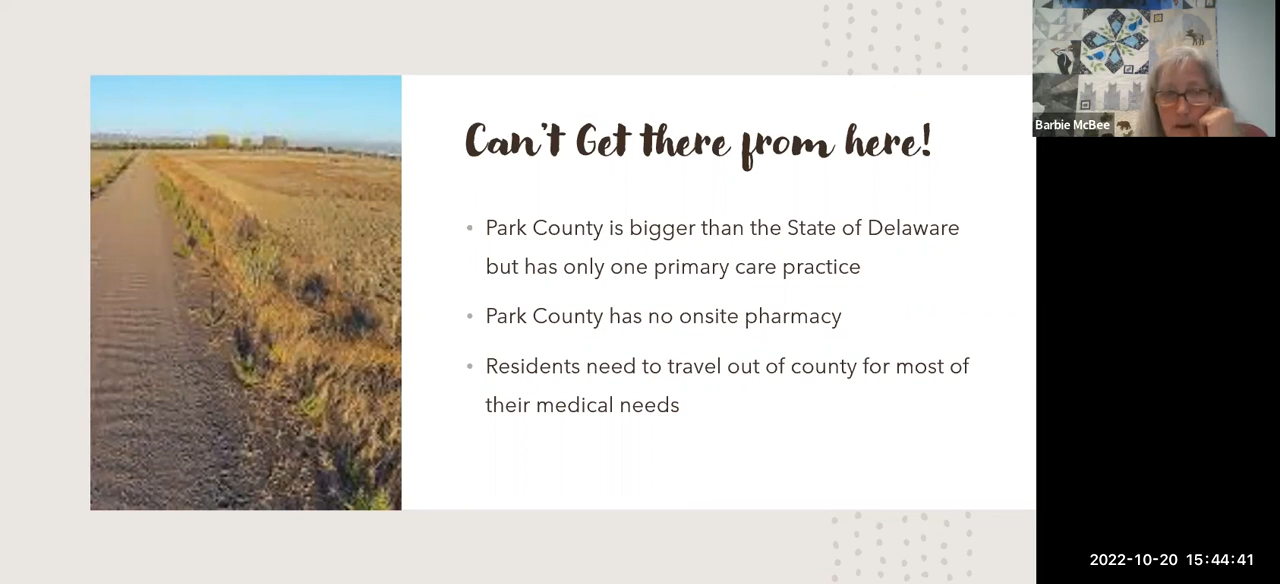 Can't Get there from here!
• Park County is bigger than the State of Delaware
but has only one primary care practice
• Park County has no onsite pharmacy
• Residents need to travel out of county for most of
their medical needs
Barbie McBee
2022-10-20 15:44:41